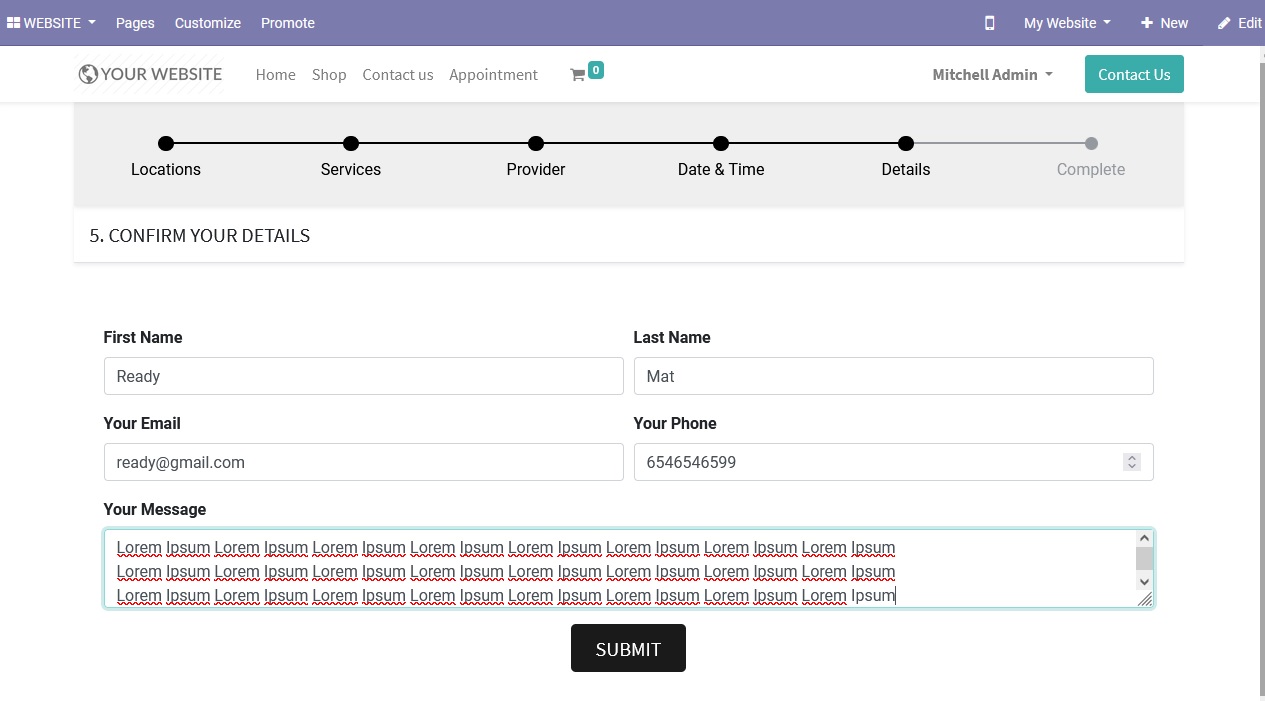 WEBSITE Pages Customize Promote My Website New Edit
YOUR WEBSITE Home Shop Contact us Appointment 0 Mitchell Admin Contact Us
Locations Services Provider Date & Time Details Complete
5. CONFIRM YOUR DETAILS
First Name Last Name
Ready Mat
Your Email Your Phone
ready@gmail.com 6546546599
Your Message
Lorem Ipsum Lorem Ipsum Lorem Ipsum Lorem Ipsum Lorem Ipsum Lorem Ipsum Lorem Ipsum Lorem Ipsum
Lorem Ipsum Lorem Ipsum Lorem Ipsum Lorem Ipsum Lorem Ipsum Lorem Ipsum Lorem Ipsum Lorem Ipsum
Lorem Ipsum Lorem Ipsum Lorem Ipsum Lorem Ipsum Lorem Ipsum Lorem Ipsum Lorem Ipsum Lorem Ipsum
SUBMIT